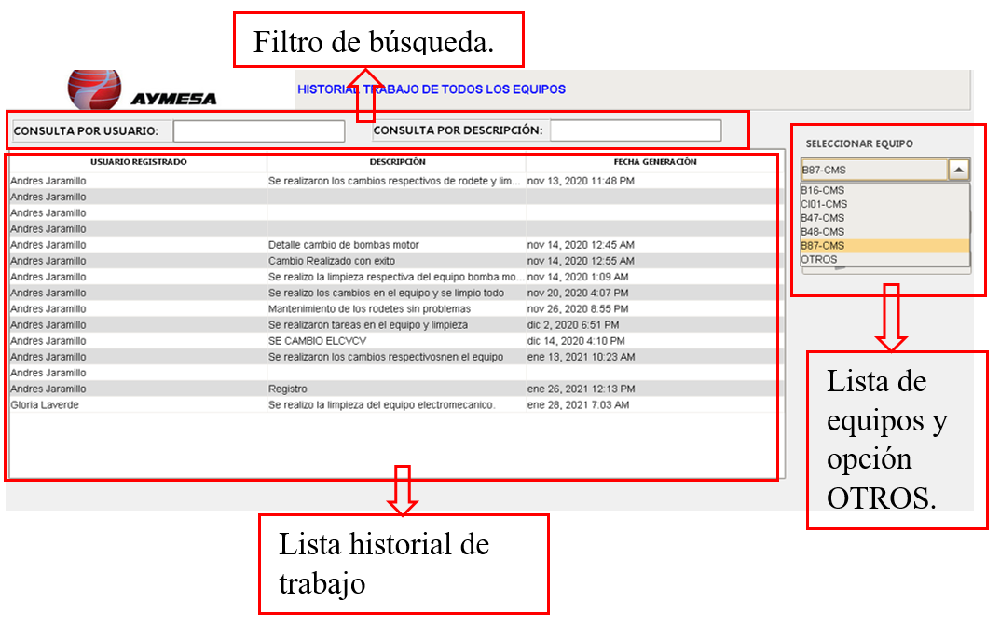 Filtro de búsqueda.
AYMESA
HISTORIAL TRABAJO DE TODOS LOS EQUIPOS
CONSULTA POR USUARIO:
CONSULTA POR DESCRIPCIÓN:
SELECCIONAR EQUIPO
B87-CMS
B16-CMS
CI01-CMS
B47-CMS
B48-CMS
B87-CMS
OTROS
USUARIO REGISTRADO DESCRIPCIÓN FECHA GENERACIÓN
Andres Jaramillo Se realizaron los cambios respectivos de rodete y lim... nov 13, 2020 11:48 PM
Andres Jaramillo
Andres Jaramillo
Andres Jaramillo
Andres Jaramillo Detalle cambio de bombas motor nov 14, 2020 12:45 AM
Andres Jaramillo Cambio Realizado con exito nov 14, 2020 12:55 AM
Andres Jaramillo Se realizo la limpieza respectiva del equipo bomba mo... nov 14, 2020 1:09 AM
Andres Jaramillo Se realizo los cambios en el equipo y se limpio todo nov 20, 2020 4:07 PM
Andres Jaramillo Mantenimiento de los rodetes sin problemas nov 26, 2020 8:55 PM
Andres Jaramillo Se realizaron tareas en el equipo y limpieza dic 2, 2020 6:51 PM
Andres Jaramillo SE CAMBIO ELCVCV dic 14, 2020 4:10 PM
Andres Jaramillo Se realizaron los cambios respectivosnen el equipo ene 13, 2021 10:23 AM
Andres Jaramillo
Andres Jaramillo Registro ene 26, 2021 12:13 PM
Gloria Laverde Se realizo la limpieza del equipo electromecanico. ene 28, 2021 7:03 AM
Lista de
equipos y
opción
OTROS.
Lista historial de
trabajo